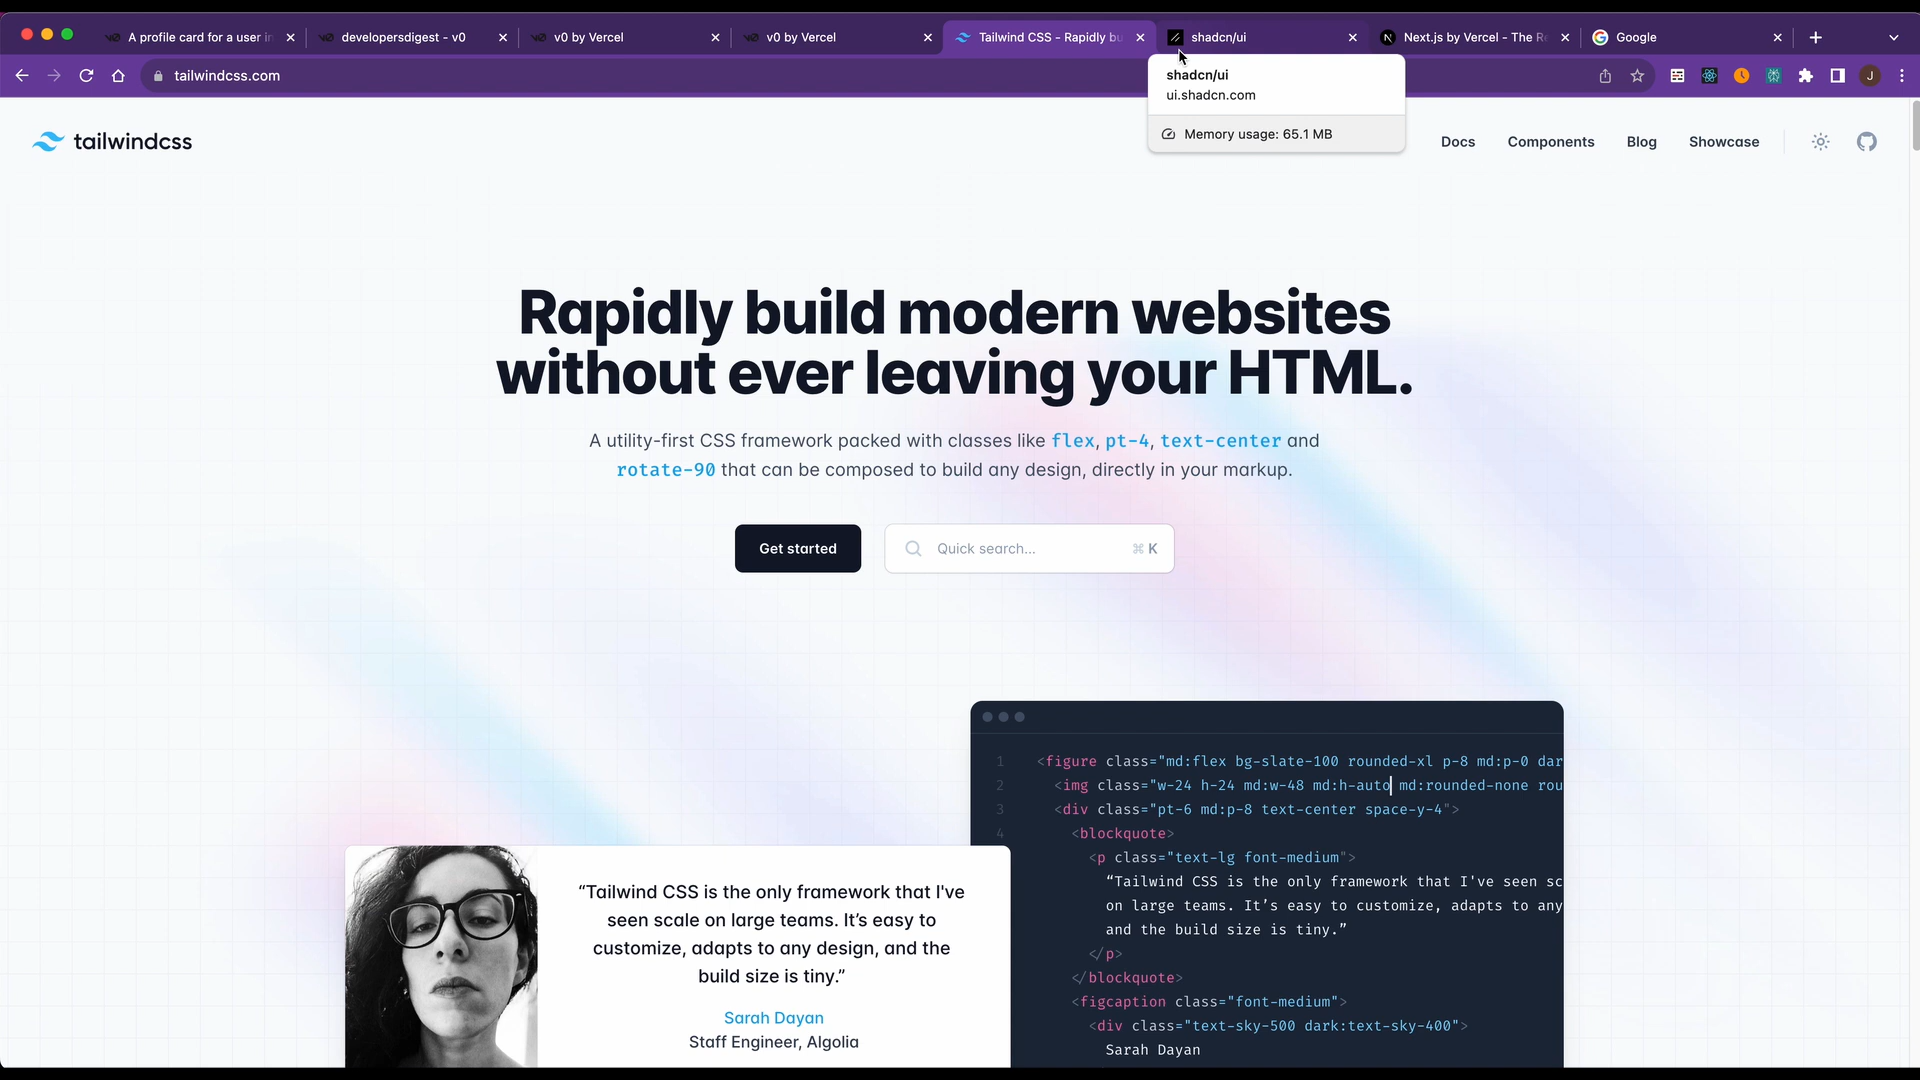 A profile card for a user in
developersdigest - v0
v0 by Vercel
v0 by Vercel
Tailwind CSS - Rapidly bu
shadcn/ui
Next.js by Vercel - The Re
Google
tailwindcss.com
J
shadcn/ui
ui.shadcn.com
Memory usage: 65.1 MB
tailwindcss
Docs
Components
Blog
Showcase
Rapidly build modern websites
without ever leaving your HTML.
A utility-first CSS framework packed with classes like flex, pt-4, text-center and
rotate-90 that can be composed to build any design, directly in your markup.
Get started
Quick search...
⌘ K
“Tailwind CSS is the only framework that I've
seen scale on large teams. It’s easy to
customize, adapts to any design, and the
build size is tiny.”
Sarah Dayan
Staff Engineer, Algolia
1 <figure class="md:flex bg-slate-100 rounded-xl p-8 md:p-0 dar
2 <img class="w-24 h-24 md:w-48 md:h-auto md:rounded-none rou
3 <div class="pt-6 md:p-8 text-center space-y-4">
4 <blockquote>
<p class="text-lg font-medium">
“Tailwind CSS is the only framework that I've seen sc
on large teams. It’s easy to customize, adapts to any
and the build size is tiny.”
</p>
</blockquote>
<figcaption class="font-medium">
<div class="text-sky-500 dark:text-sky-400">
Sarah Dayan